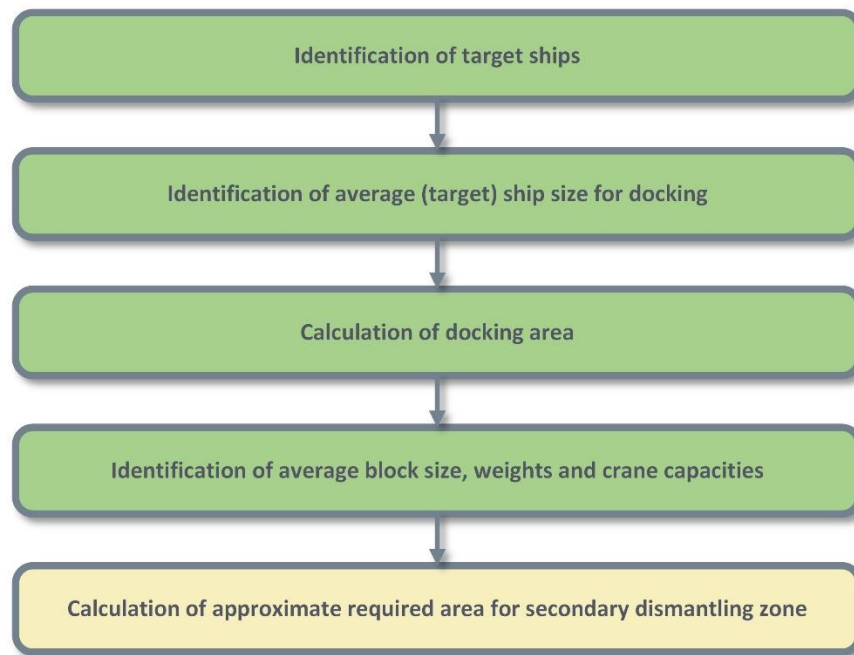 Identification of target ships
Identification of average (target) ship size for docking
Calculation of docking area
Identification of average block size, weights and crane capacities
Calculation of approximate required area for secondary dismantling zone